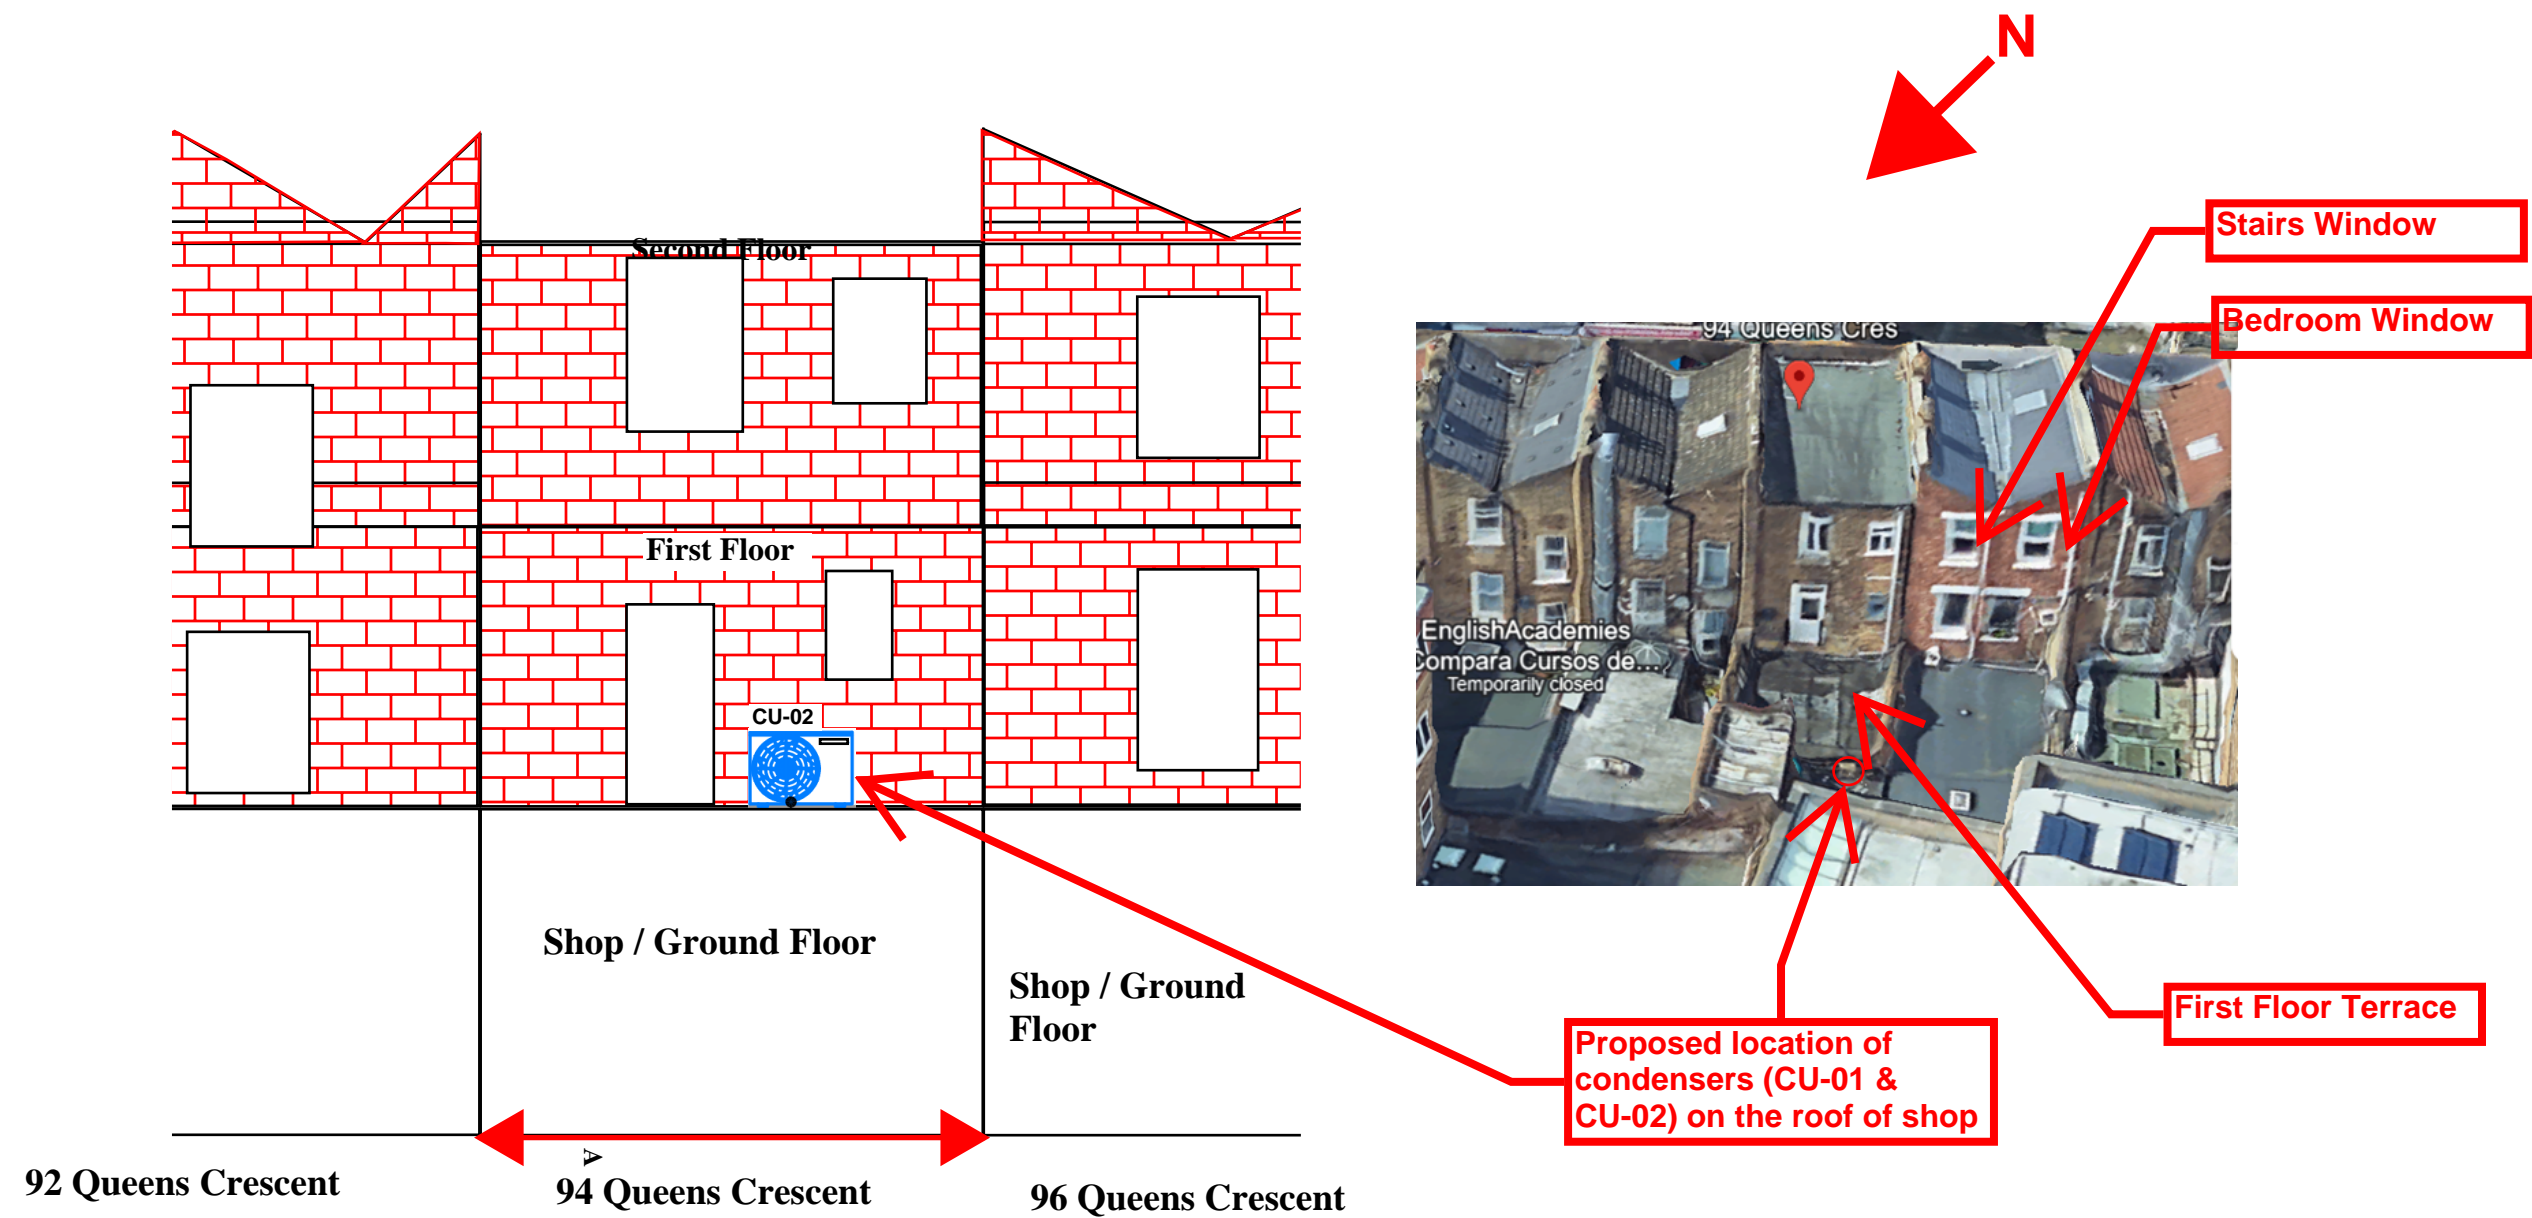 N
Stairs Window
Bedroom Window
94 Queens Cres
Second Floor
First Floor
CU-02
EnglishAcademies
Compara Cursos de...
Temporarily closed
Shop / Ground Floor
Shop / Ground
Floor
First Floor Terrace
Proposed location of
condensers (CU-01 &
CU-02) on the roof of shop
A
92 Queens Crescent
94 Queens Crescent
96 Queens Crescent